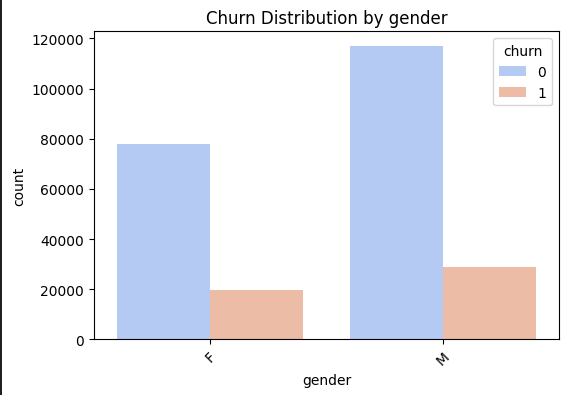 Churn Distribution by gender
churn
0
1
120000
100000
80000
60000
40000
20000
0
count
F
M
gender